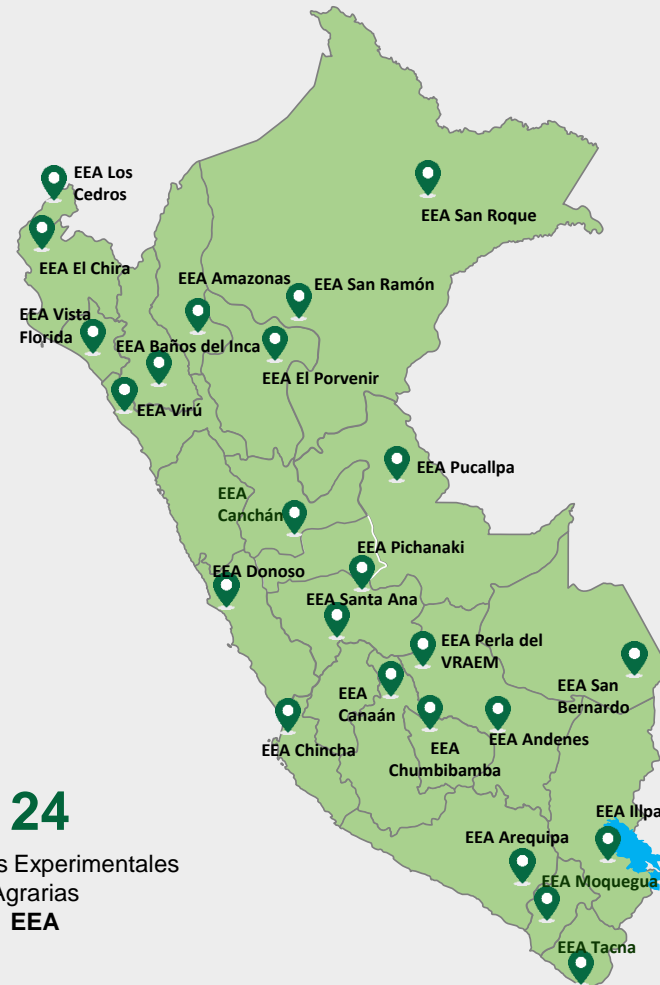 EEA Los
Cedros
EEA San Roque
EEA El Chira
EEA Amazonas
EEA San Ramón
EEA Vista
Florida
EEA Baños del Inca
EEA El Porvenir
EEA Virú
EEA Pucallpa
EEA
Canchán
EEA Pichanaki
EEA Donoso
EEA Santa Ana
EEA Perla del
VRAEM
EEA San
Bernardo
EEA
Canaán
EEA Andenes
EEA Chincha
EEA
Chumbibamba
24
s Experimentales
Agrarias
EEA
EEA Illpa
EEA Arequipa
EEA Moquegua
EEA Tacna